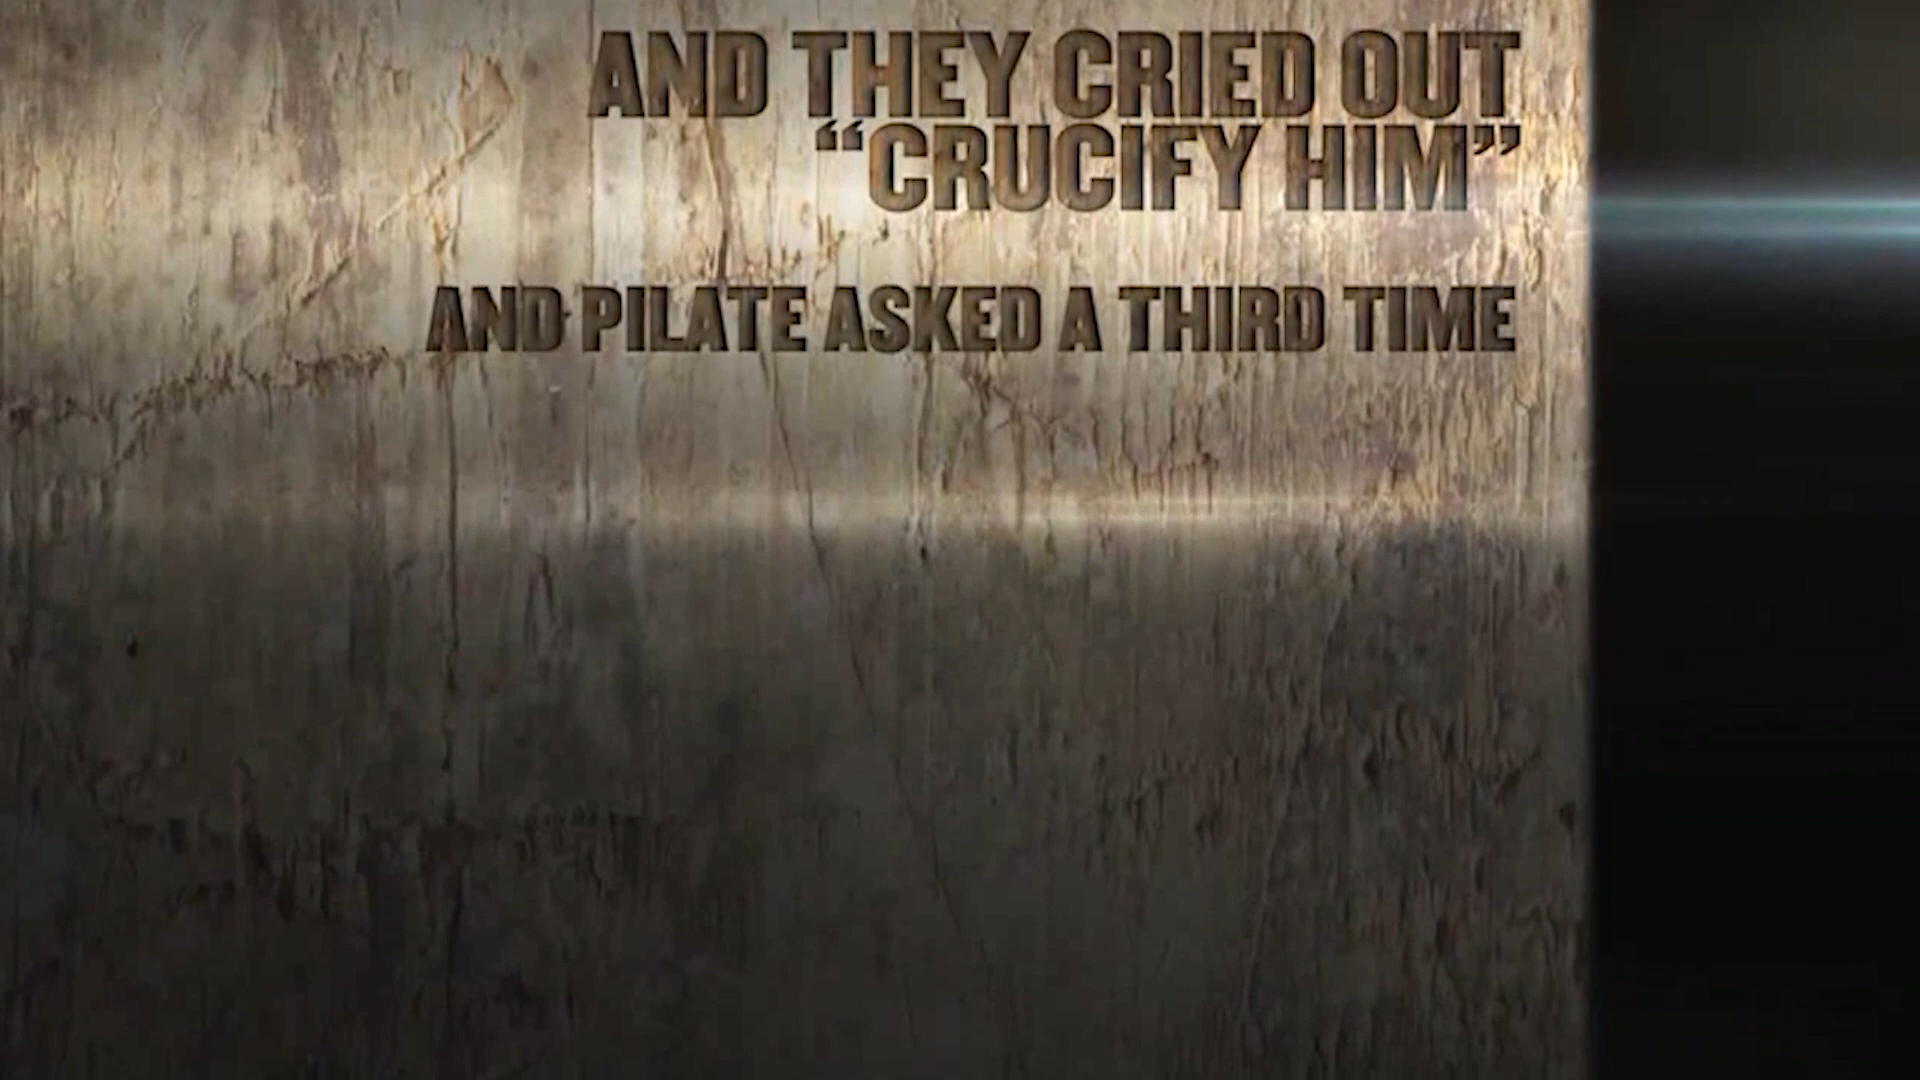 AND THEY CRIED OUT
“CRUCIFY HIM”
AND PILATE ASKED A THIRD TIME